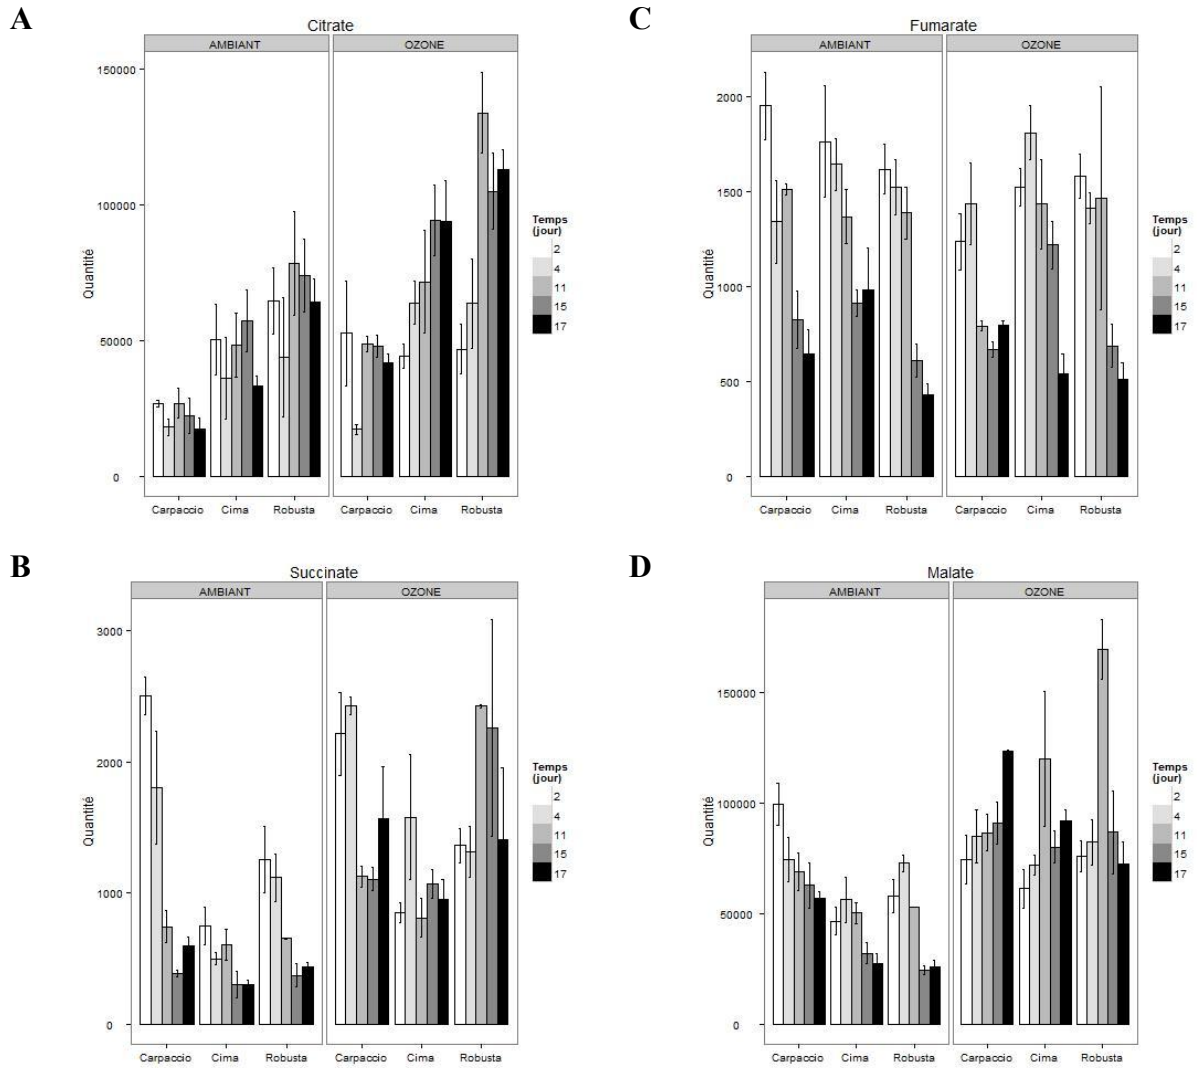 A
Citrate
AMBIANT OZONE
Quantité
150000
100000
50000
0
Carpaccio Cima Robusta Carpaccio Cima Robusta
Temps
(jour)
2
4
11
15
17
C
Fumarate
AMBIANT OZONE
Quantité
2000
1500
1000
500
0
Carpaccio Cima Robusta Carpaccio Cima Robusta
Temps
(jour)
2
4
11
15
17
B
Succinate
AMBIANT OZONE
Quantité
3000
2000
1000
0
Carpaccio Cima Robusta Carpaccio Cima Robusta
Temps
(jour)
2
4
11
15
17
D
Malate
AMBIANT OZONE
Quantité
150000
100000
50000
0
Carpaccio Cima Robusta Carpaccio Cima Robusta
Temps
(jour)
2
4
11
15
17